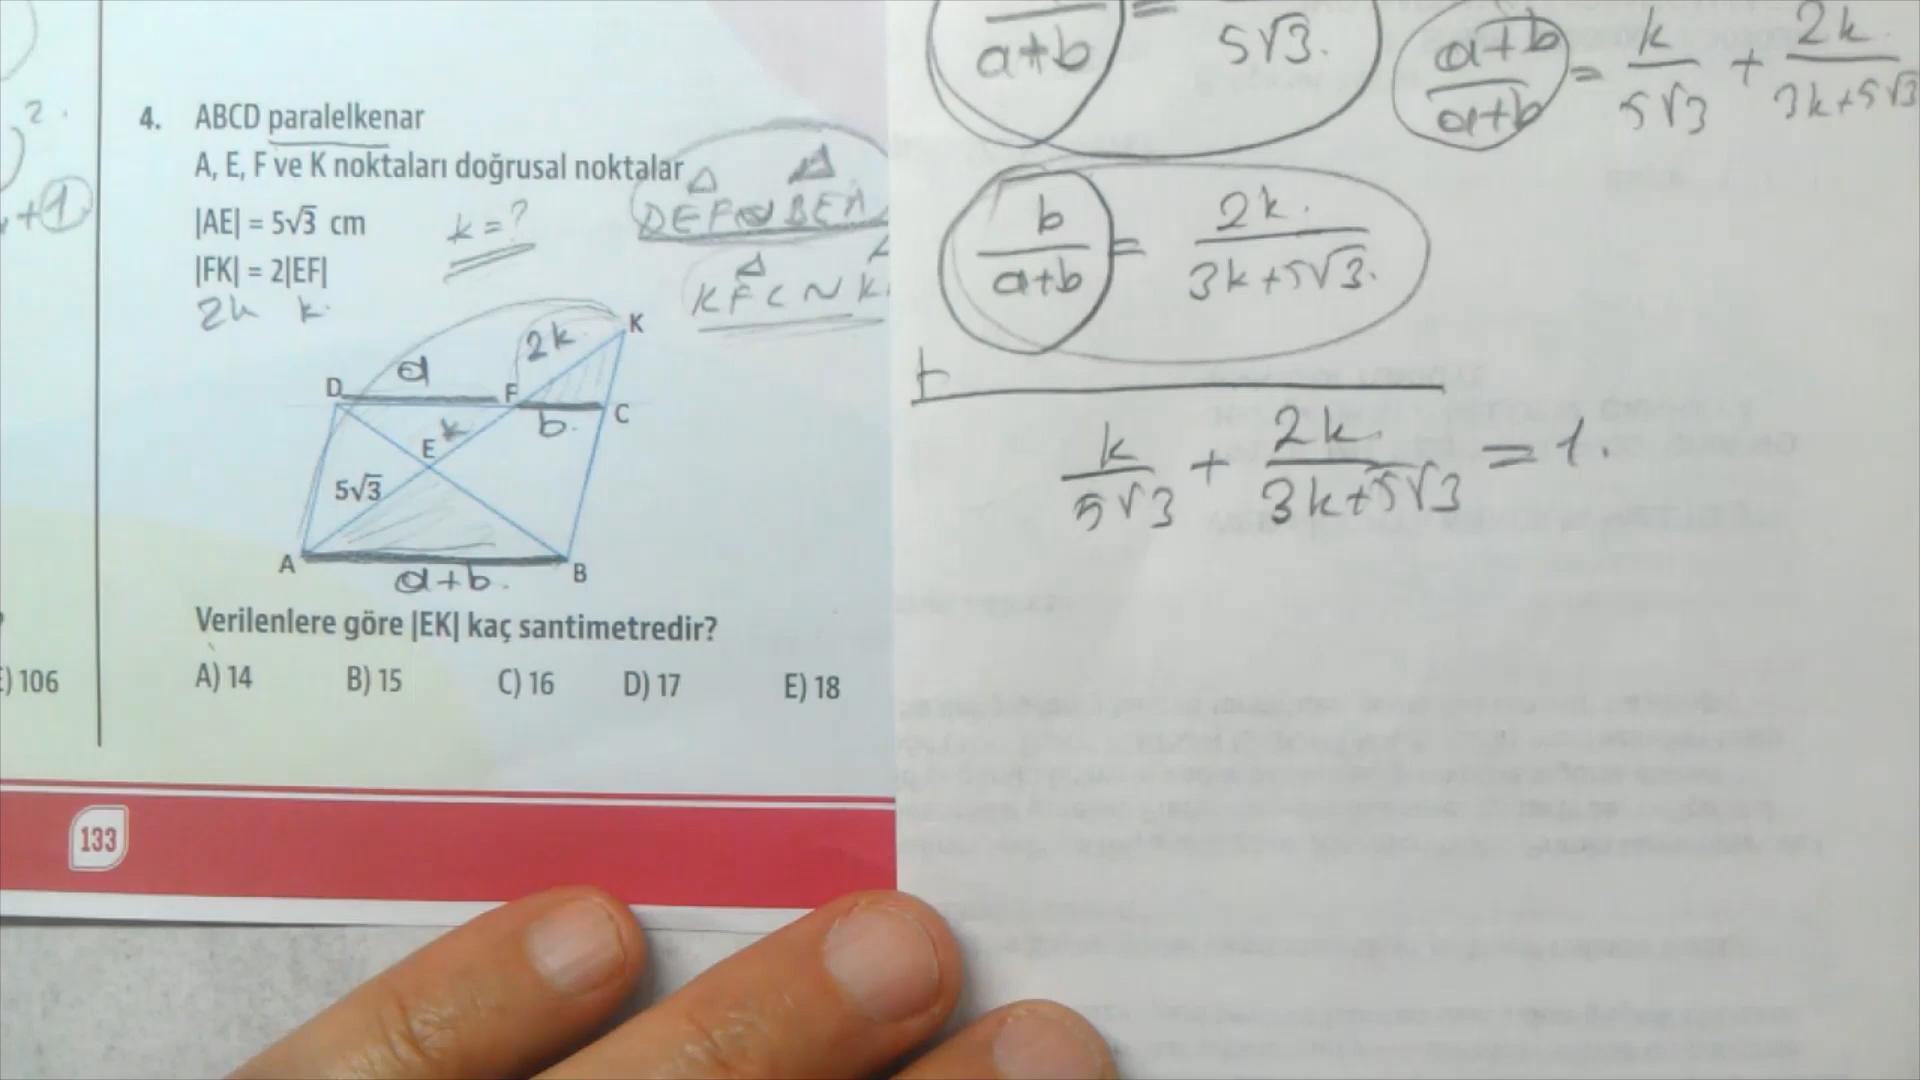 4. ABCD paralelkenar
A, E, F ve K noktaları doğrusal noktalar
|AE| = 5√3 cm
k = ?
|FK| = 2|EF|
2k k
DEF ~ BEA
KFC ~ K
D a F 2k K
E k b. C
5√3
A a+b. B
Verilenlere göre |EK| kaç santimetredir?
A) 14 B) 15 C) 16 D) 17 E) 18
) 106
133
2.
+1
a+b = 5√3.
a+b/a+b = k/5√3 + 2k/3k+5√3
b/a+b = 2k./3k+5√3.
+
k/5√3 + 2k./3k+5√3 = 1.